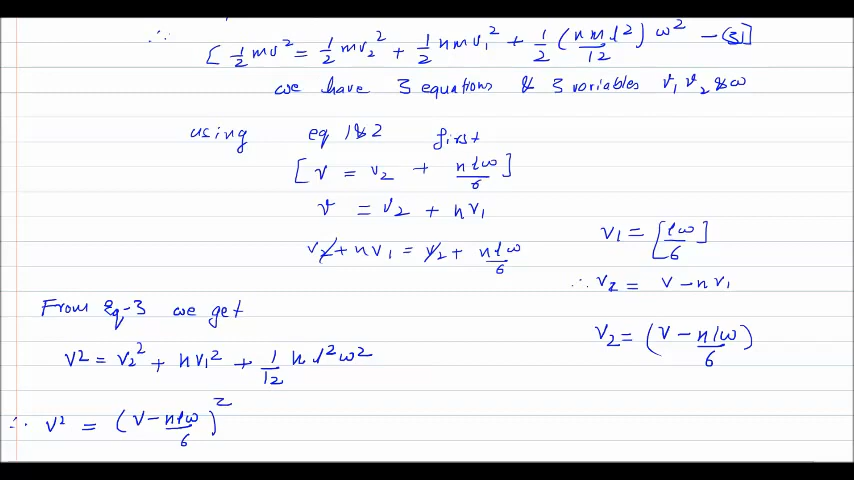 ∴ [ 1/2 mv² = 1/2 mv₂² + 1/2 nmv₁² + 1/2 (nml²/12) ω² — (3)]
we have 3 equations & 3 variables v₁ v₂ & ω
using eq 1&2 first
[ v = v₂ + nlω/6 ]
v = v₂ + nv₁
v₂ + nv₁ = v₂ + nlω/6
v₁ = [lω/6]
∴ v₂ = v − nv₁
v₂ = (v − nlω/6)
From Eq-3 we get
v² = v₂² + nv₁² + 1/12 n l²ω²
∴ v² = (v − nlω/6)²